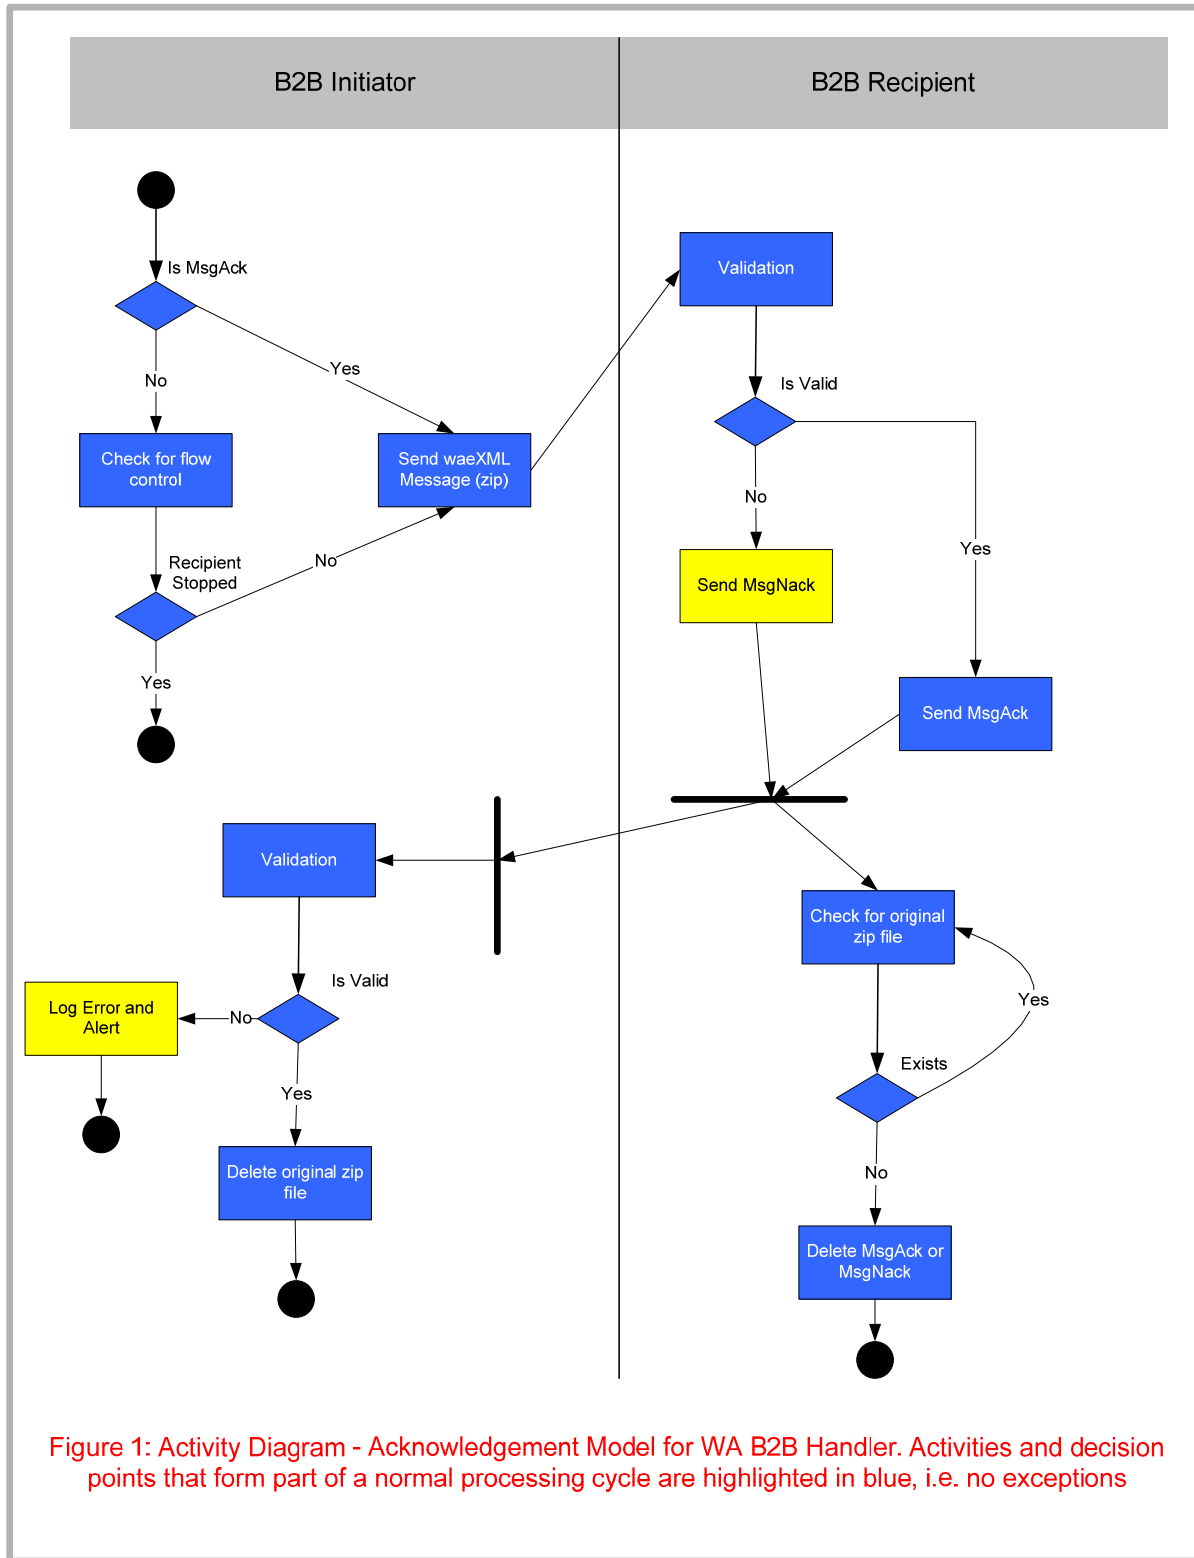 B2B Initiator
B2B Recipient
Is MsgAck
No
Yes
Check for flow
control
Send waeXML
Message (zip)
Recipient
Stopped
No
Yes
Validation
Is Valid
No
Yes
Send MsgNack
Send MsgAck
Validation
Is Valid
No
Log Error and
Alert
Yes
Delete original zip
file
Check for original
zip file
Yes
Exists
No
Delete MsgAck or
MsgNack
Figure 1: Activity Diagram - Acknowledgement Model for WA B2B Handler. Activities and decision
points that form part of a normal processing cycle are highlighted in blue, i.e. no exceptions